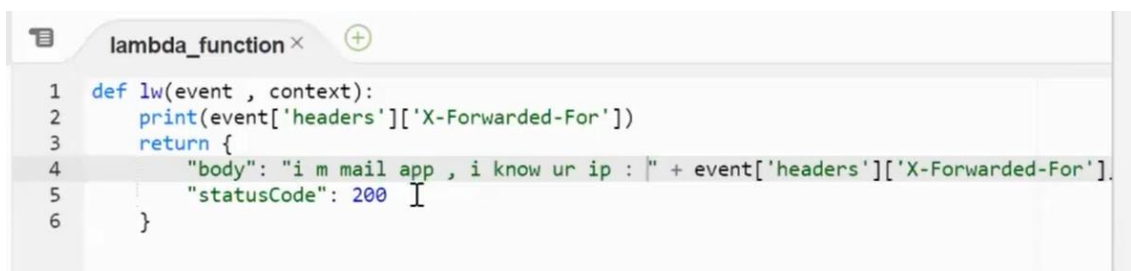 lambda_function ×
1 def lw(event , context):
2 print(event['headers']['X-Forwarded-For'])
3 return {
4 "body": "i m mail app , i know ur ip : " + event['headers']['X-Forwarded-For']
5 "statusCode": 200
6 }